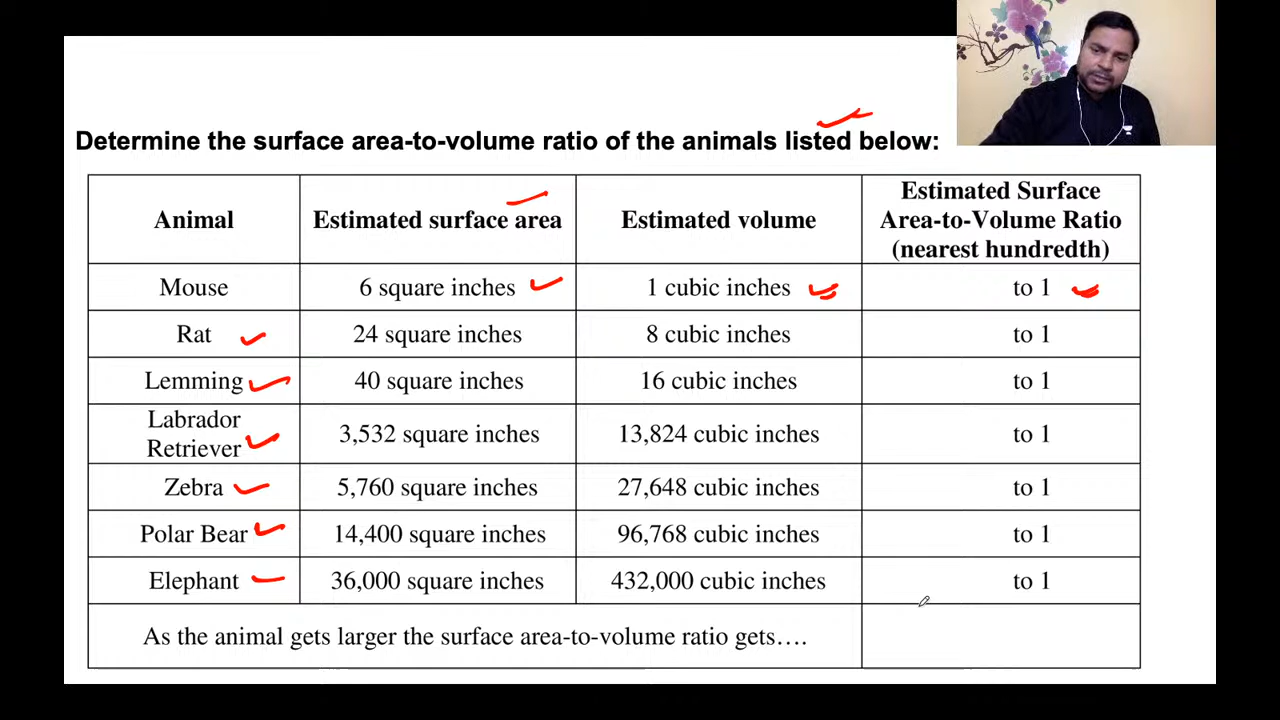 Determine the surface area-to-volume ratio of the animals listed below:
Animal Estimated surface area Estimated volume Estimated Surface Area-to-Volume Ratio (nearest hundredth)
Mouse 6 square inches 1 cubic inches to 1
Rat 24 square inches 8 cubic inches to 1
Lemming 40 square inches 16 cubic inches to 1
Labrador Retriever 3,532 square inches 13,824 cubic inches to 1
Zebra 5,760 square inches 27,648 cubic inches to 1
Polar Bear 14,400 square inches 96,768 cubic inches to 1
Elephant 36,000 square inches 432,000 cubic inches to 1
As the animal gets larger the surface area-to-volume ratio gets….